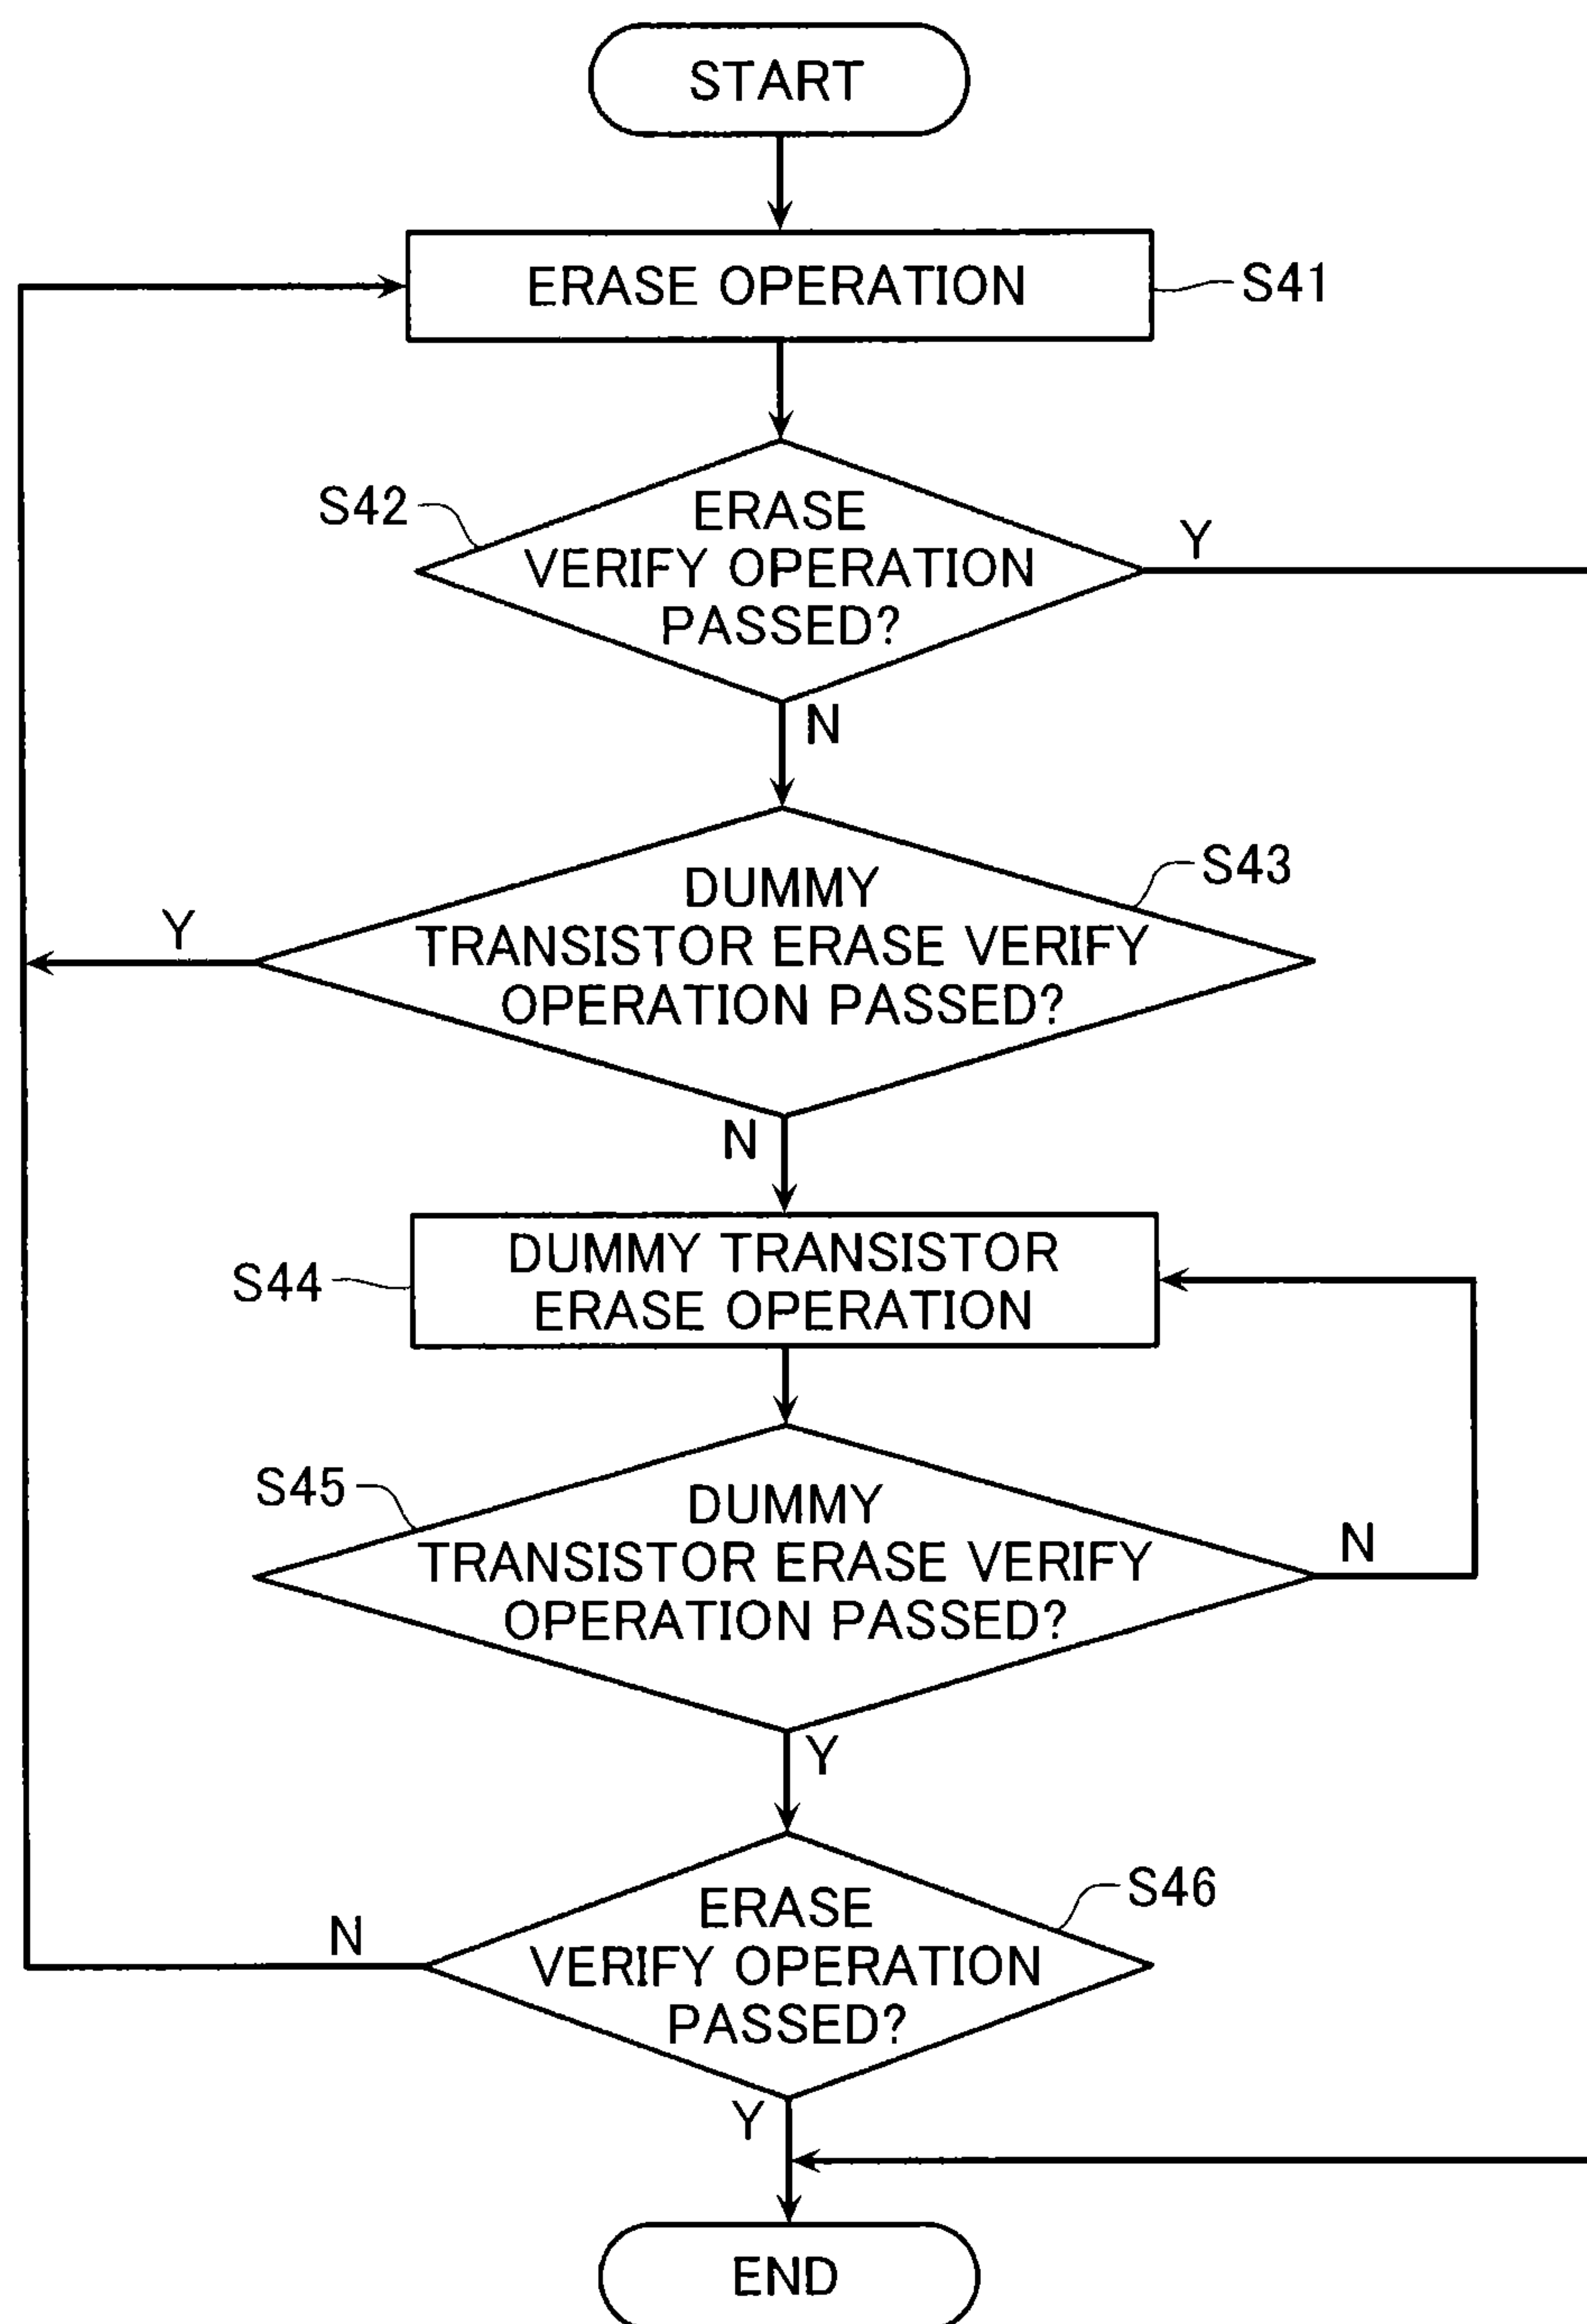 START
ERASE OPERATION
S41
S42
ERASE
VERIFY OPERATION
PASSED?
Y
N
S43
DUMMY
TRANSISTOR ERASE VERIFY
OPERATION PASSED?
Y
N
S44
DUMMY TRANSISTOR
ERASE OPERATION
S45
DUMMY
TRANSISTOR ERASE VERIFY
OPERATION PASSED?
N
Y
S46
ERASE
VERIFY OPERATION
PASSED?
N
Y
END